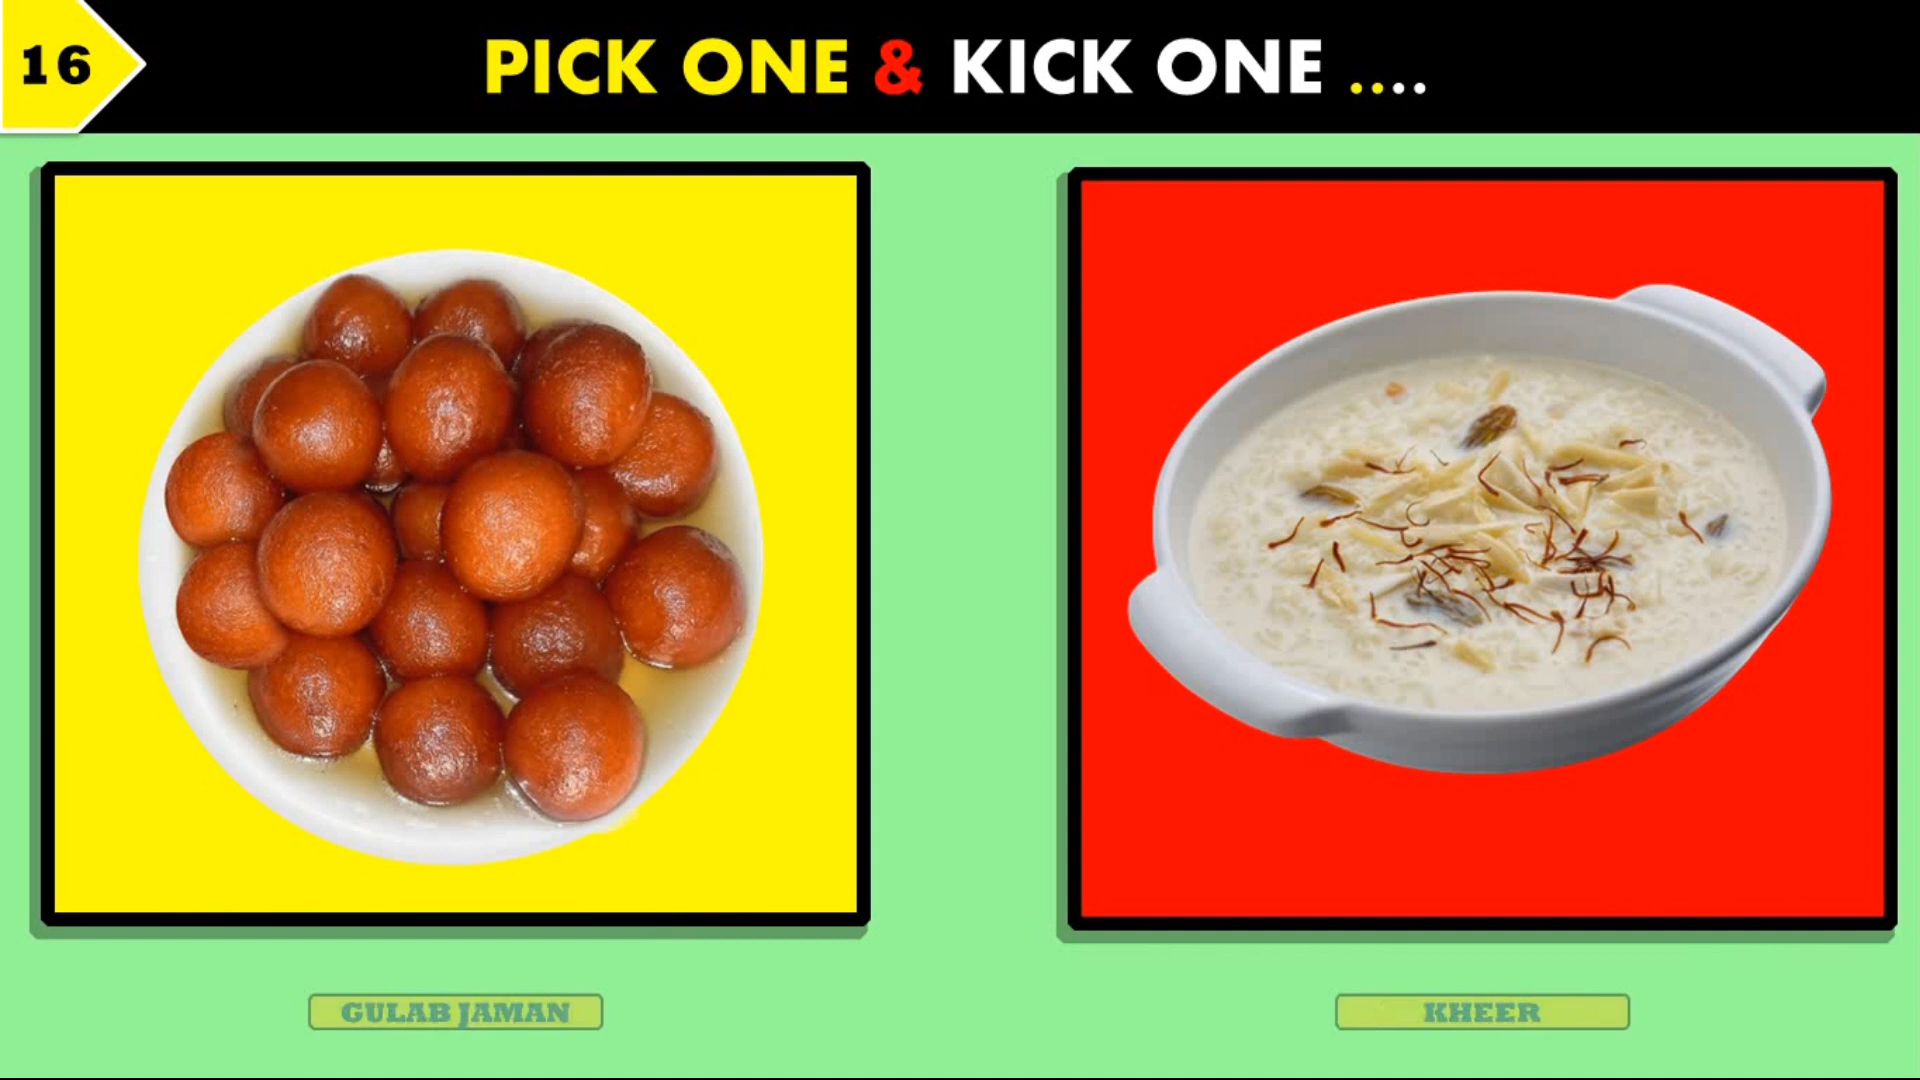 16
PICK ONE & KICK ONE ....
GULAB JAMAN
KHEER